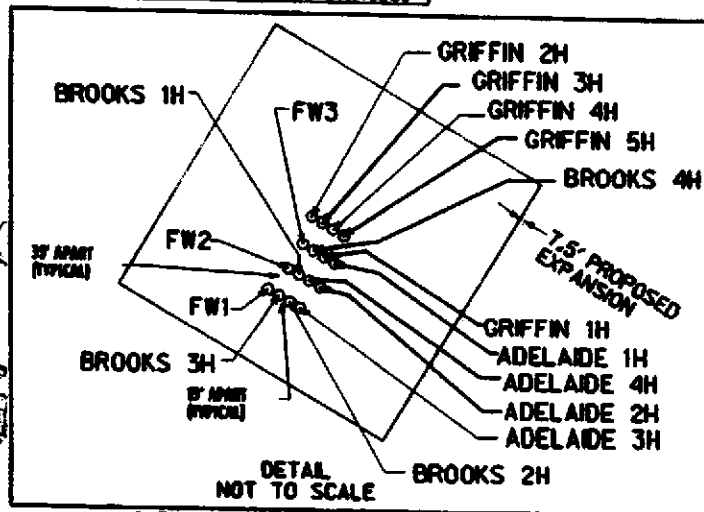 GRIFFIN 2H
GRIFFIN 3H
BROOKS 1H
FW3
GRIFFIN 4H
GRIFFIN 5H
BROOKS 4H
FW2
APART
(TYPICAL)
7.5' PROPOSED
EXPANSION
FW1
GRIFFIN 1H
ADELAIDE 1H
BROOKS 3H
ADELAIDE 4H
APART
(TYPICAL)
ADELAIDE 2H
ADELAIDE 3H
BROOKS 2H
DETAIL
NOT TO SCALE